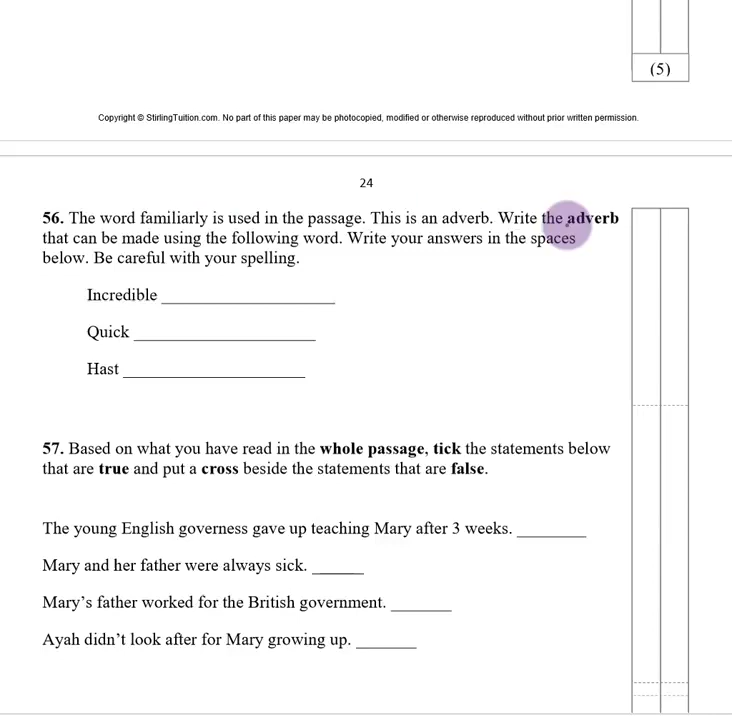 (5)
Copyright © StirlingTuition.com. No part of this paper may be photocopied, modified or otherwise reproduced without prior written permission.
24
56. The word familiarly is used in the passage. This is an adverb. Write the adverb
that can be made using the following word. Write your answers in the spaces
below. Be careful with your spelling.
Incredible ____________________
Quick _____________________
Hast _____________________
57. Based on what you have read in the whole passage, tick the statements below
that are true and put a cross beside the statements that are false.
The young English governess gave up teaching Mary after 3 weeks. ________
Mary and her father were always sick. ______
Mary’s father worked for the British government. _______
Ayah didn’t look after for Mary growing up. _______